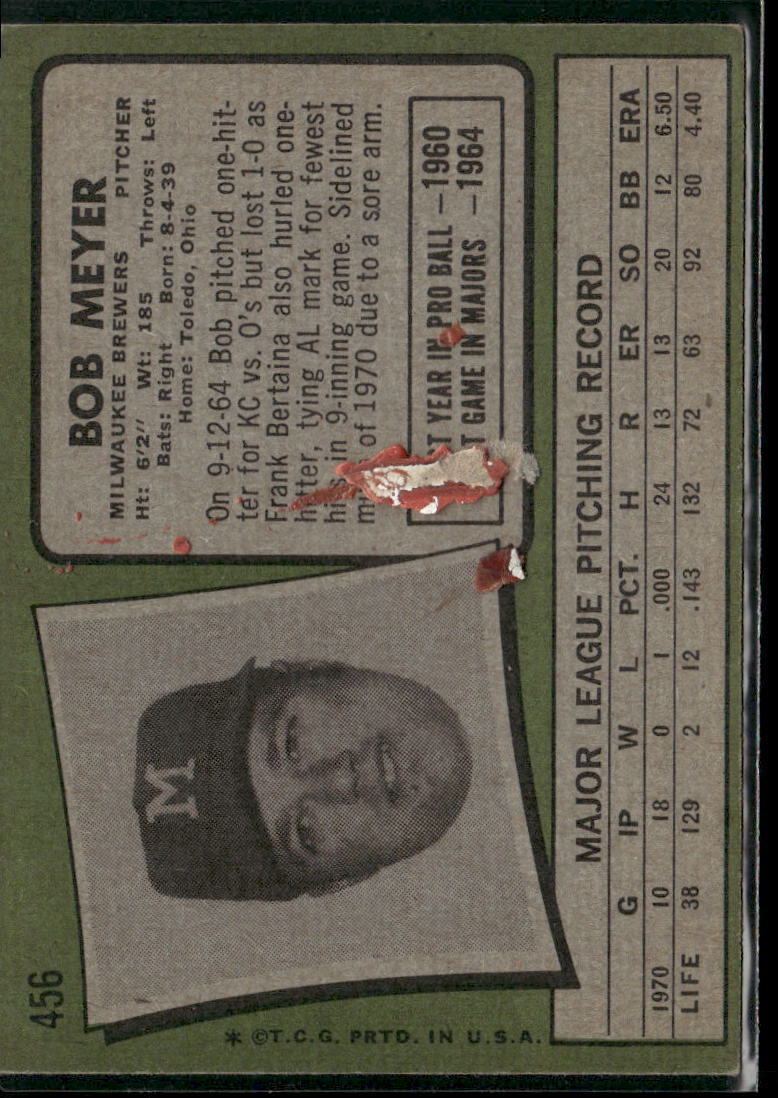 456
BOB MEYER
MILWAUKEE BREWERS PITCHER
Ht: 6'2" Wt: 185 Throws: Left
Bats: Right Born: 8-4-39
Home: Toledo, Ohio
On 9-12-64 Bob pitched one-hit-
ter for KC vs. O's but lost 1-0 as
Frank Bertaina also hurled one-
hitter, tying AL mark for fewest
hits in 9-inning game. Sidelined
of 1970 due to a sore arm.
YEAR IN PRO BALL —1960
GAME IN MAJORS —1964
M
* ©T.C.G. PRTD. IN U.S.A.
MAJOR LEAGUE PITCHING RECORD
G IP W L PCT. H R ER SO BB ERA
1970 10 18 0 1 .000 24 13 13 20 12 6.50
LIFE 38 129 2 12 .143 132 72 63 92 80 4.40